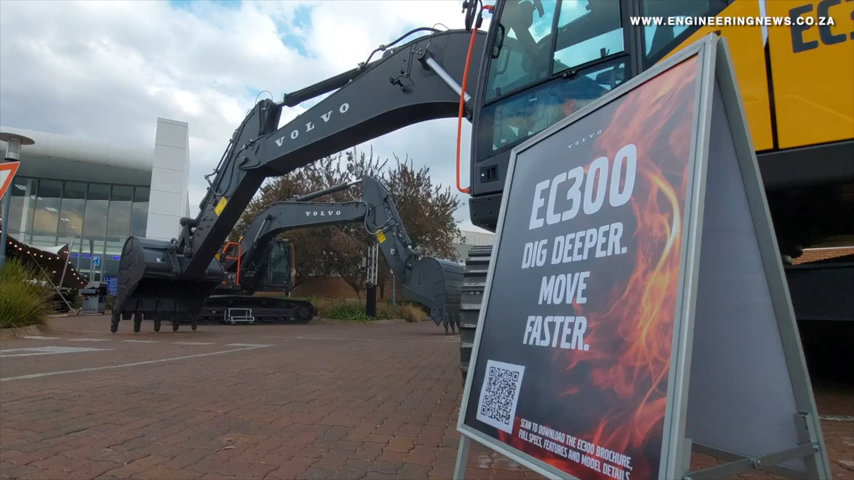 WWW.ENGINEERINGNEWS.CO.ZA
EC3
VOLVO
VOLVO
VOLVO
EC300
DIG DEEPER.
MOVE
FASTER.
SCAN TO DOWNLOAD THE EC300 BROCHURE,
FULL SPECS, FEATURES AND MODEL DETAILS.